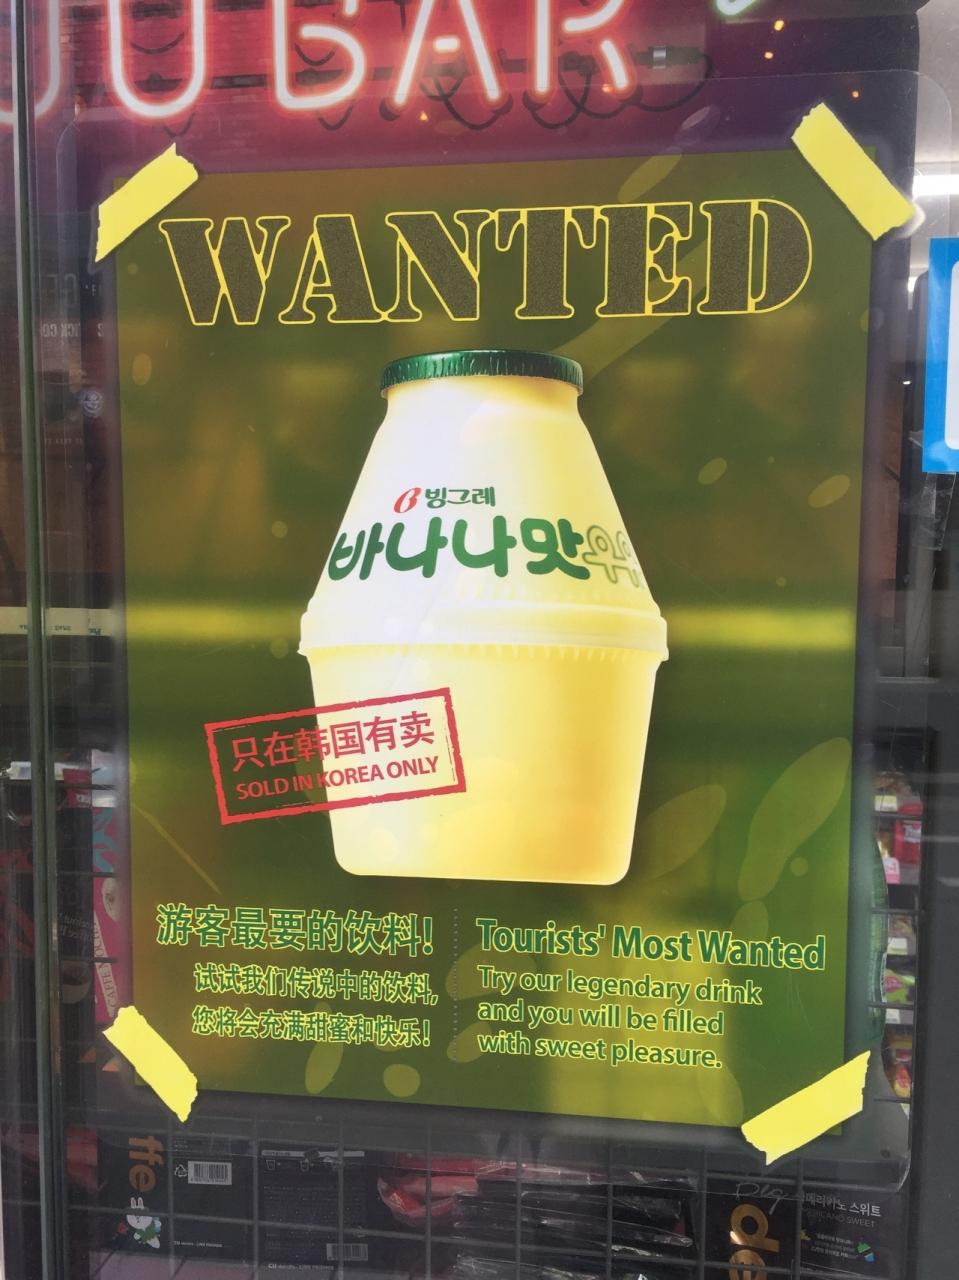 BAR
WANTED
빙그레
바나나맛우유
只在韩国有卖
SOLD IN KOREA ONLY
游客最要的饮料!
试试我们传说中的饮料,
您将会充满甜蜜和快乐!
Tourists' Most Wanted
Try our legendary drink
and you will be filled
with sweet pleasure.
ffe
de